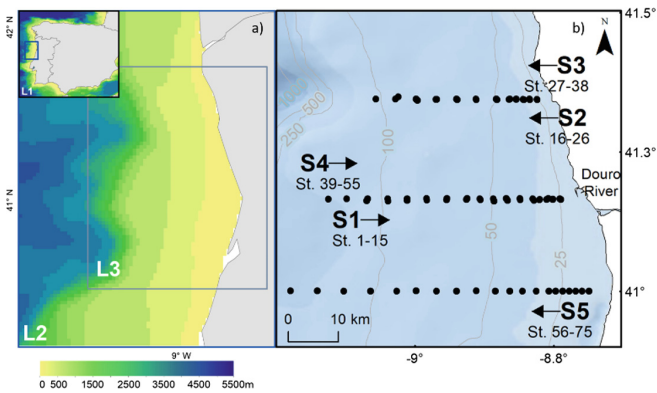 a)
42° N
41° N
L1
L3
L2
9° W
0 500 1500 2500 3500 4500 5500m
b)
N
41.5°
41.3°
41°
-9°
-8.8°
S3
St. 27-38
S2
St. 16-26
S4
St. 39-55
S1
St. 1-15
S5
St. 56-75
Douro
River
500
250
100
50
25
0 10 km